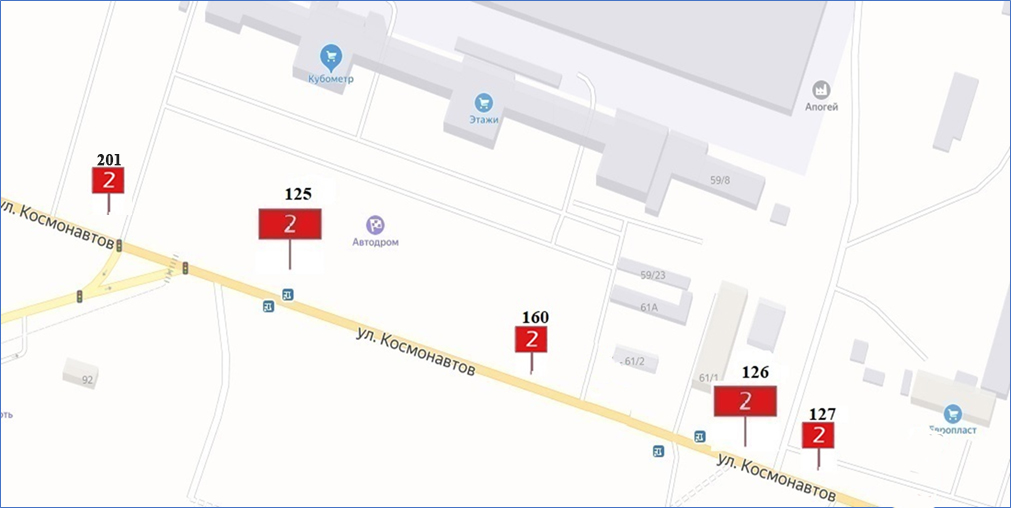 Кубометр
Этажи
Апогей
201
2
59/8
125
2
ул. Космонавтов
Автодром
59/23
61А
160
2
ул. Космонавтов
61/2
92
61/1
126
2
127
2
Европласт
ул. Космонавтов